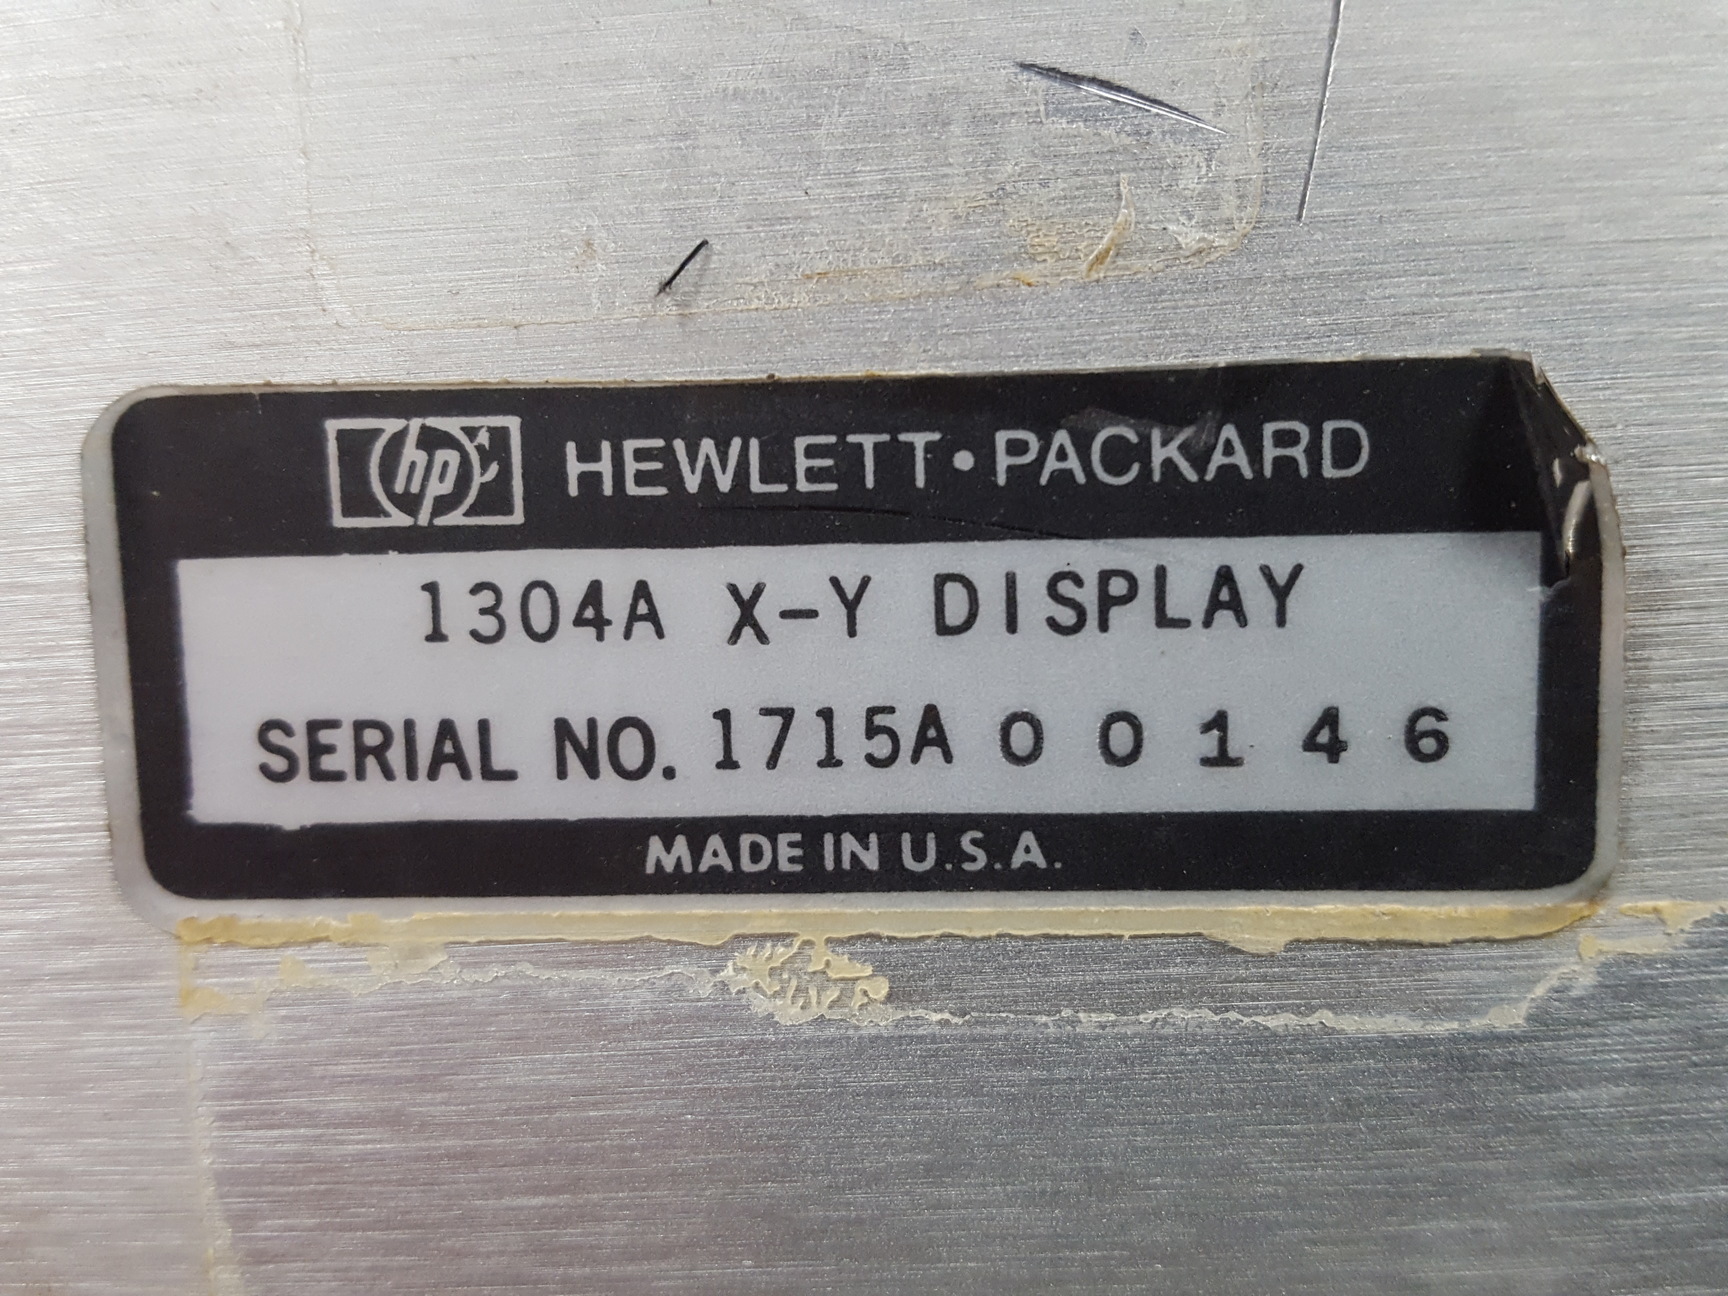 hp HEWLETT•PACKARD
1304A X-Y DISPLAY
SERIAL NO. 1715A 0 0 1 4 6
MADE IN U.S.A.